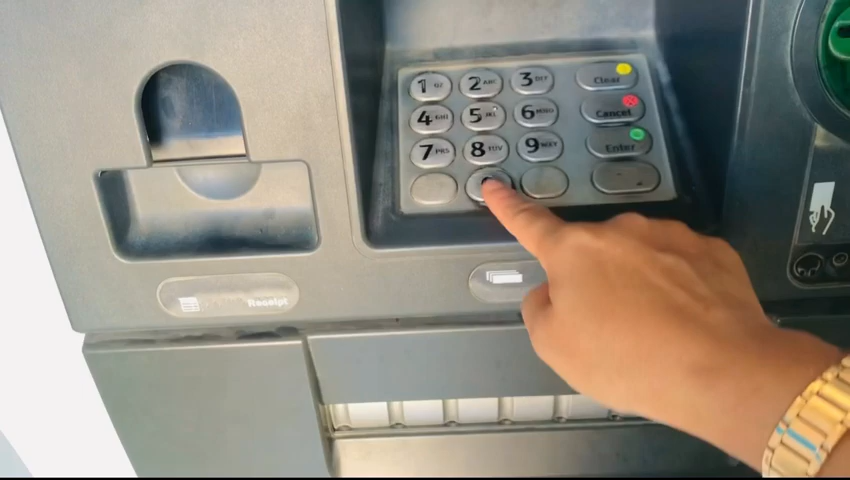 1 QZ 2 ABC 3 DEF Clear
4 GHI 5 JKL 6 MNO Cancel
7 PRS 8 TUV 9 WXY Enter
Receipt